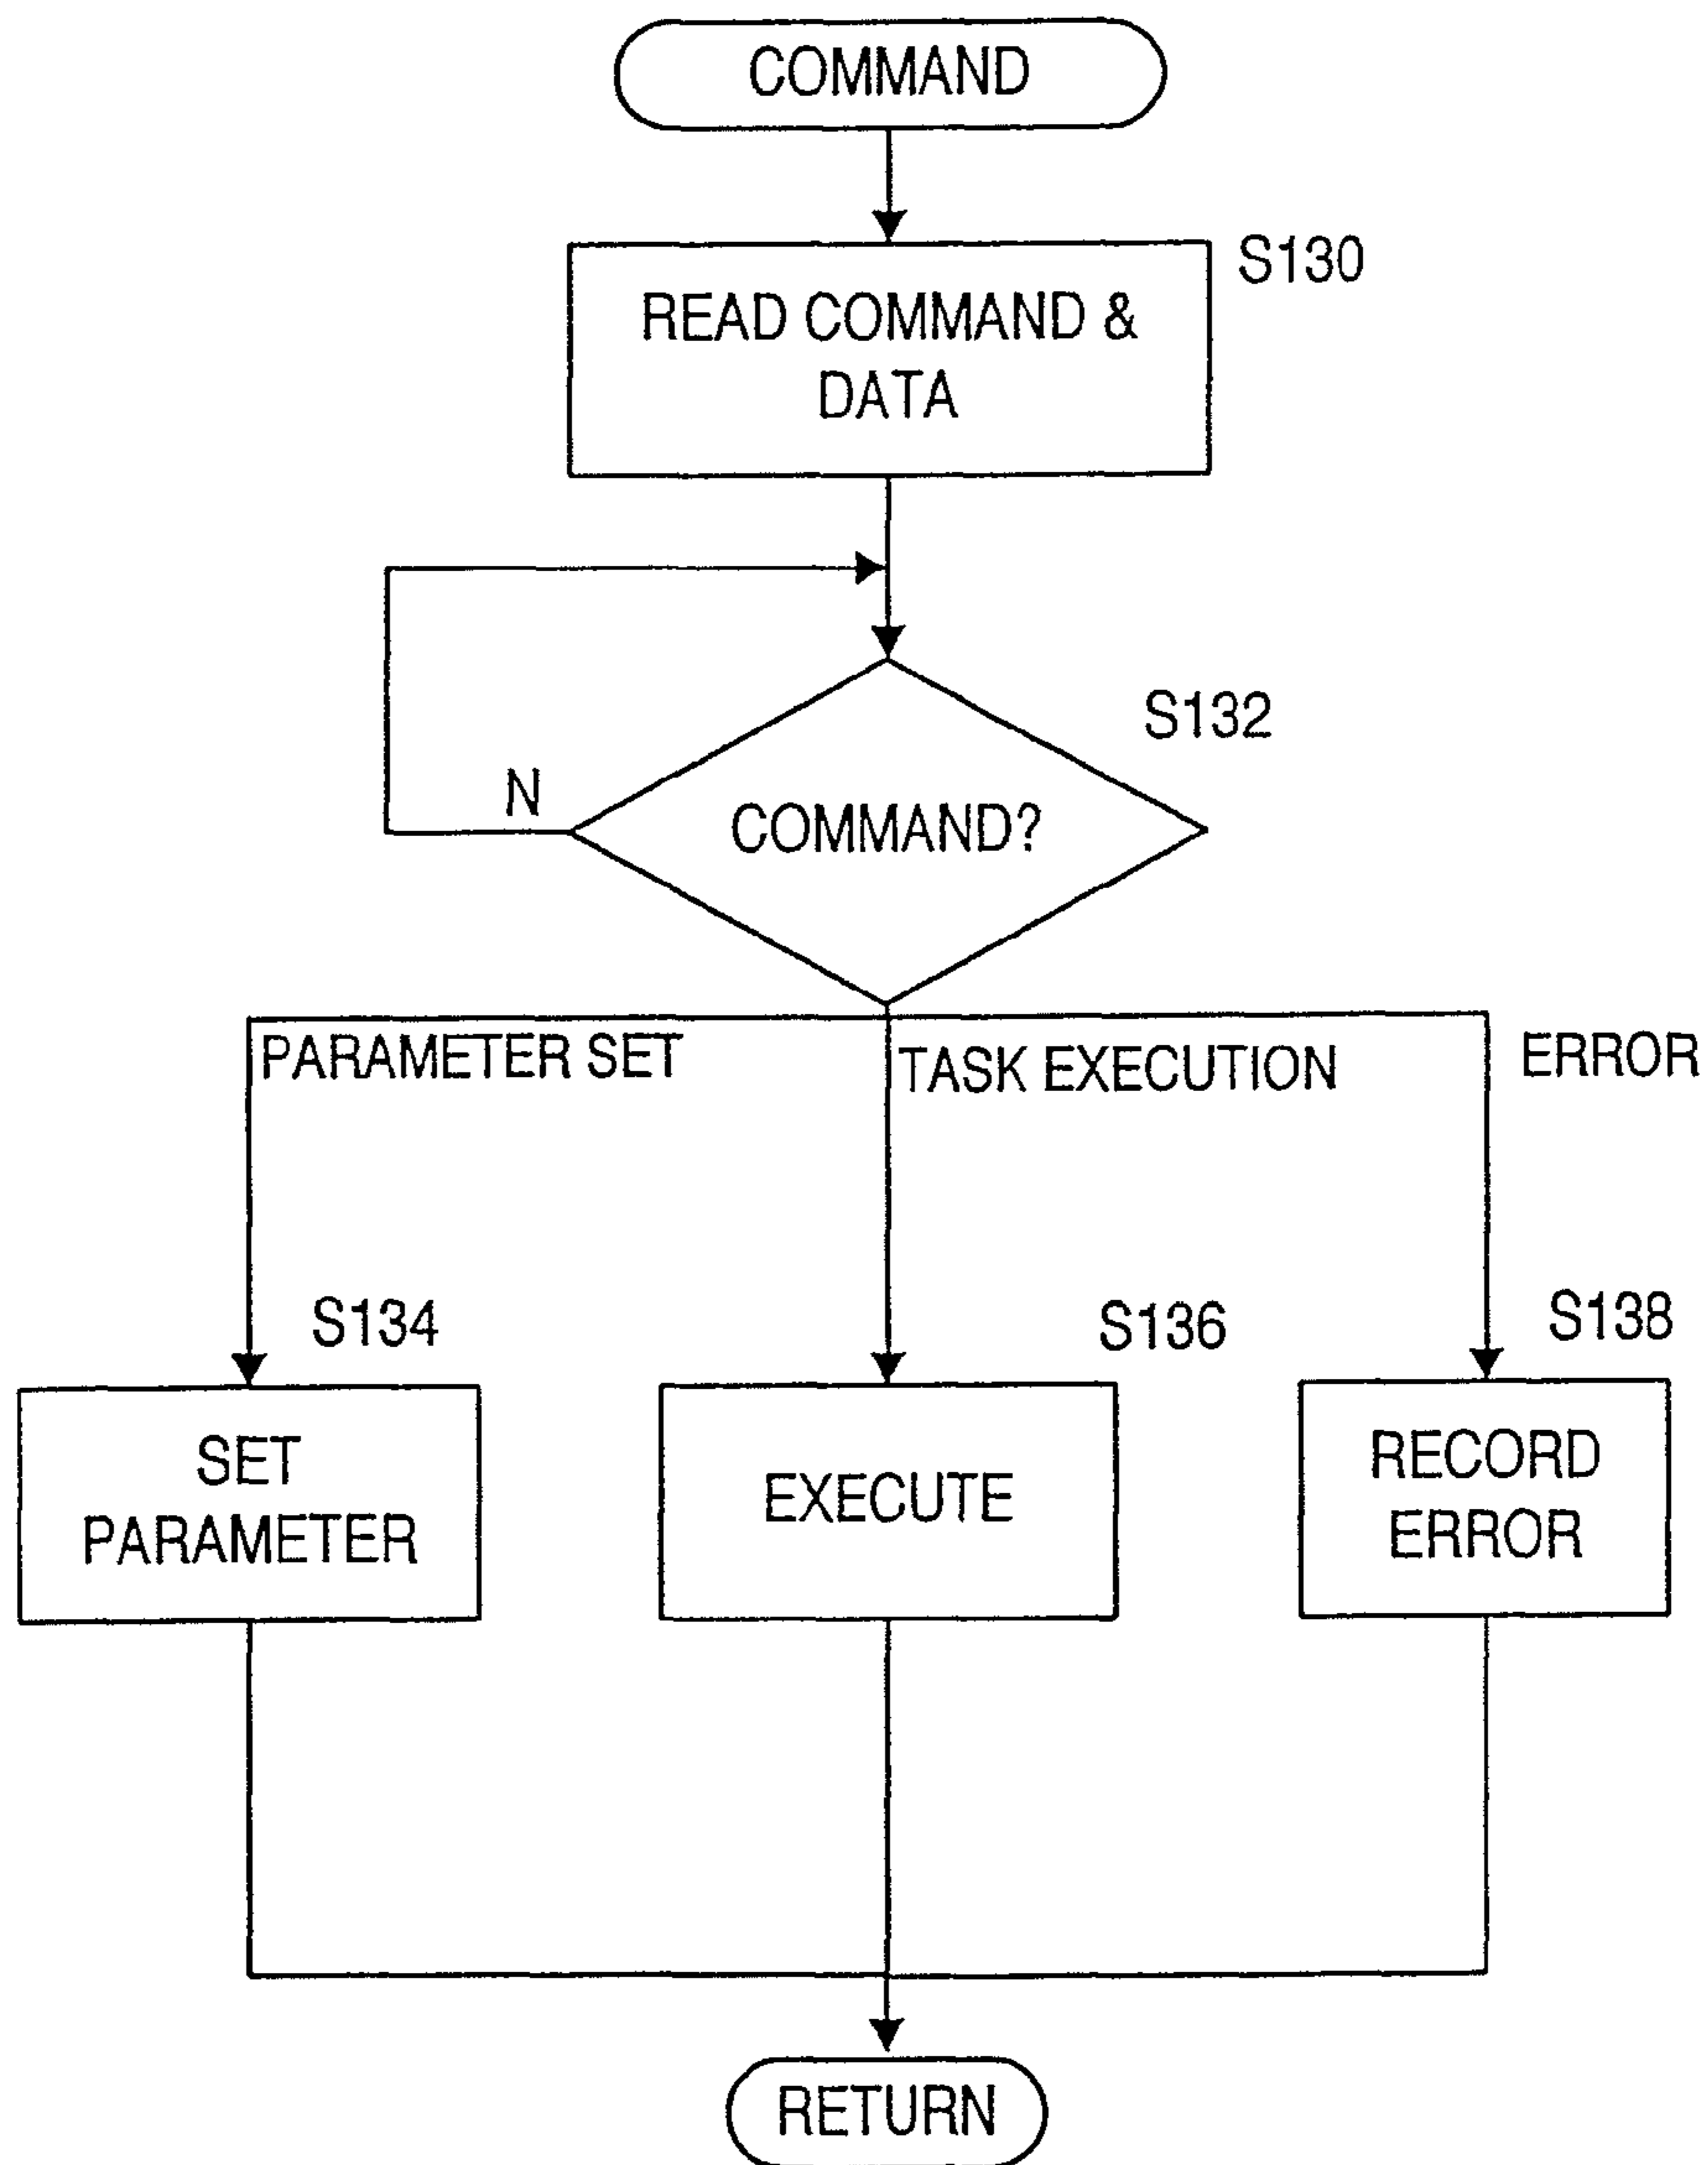 COMMAND
S130
READ COMMAND &
DATA
S132
N
COMMAND?
PARAMETER SET
TASK EXECUTION
ERROR
S134
S136
S138
SET
PARAMETER
EXECUTE
RECORD
ERROR
RETURN